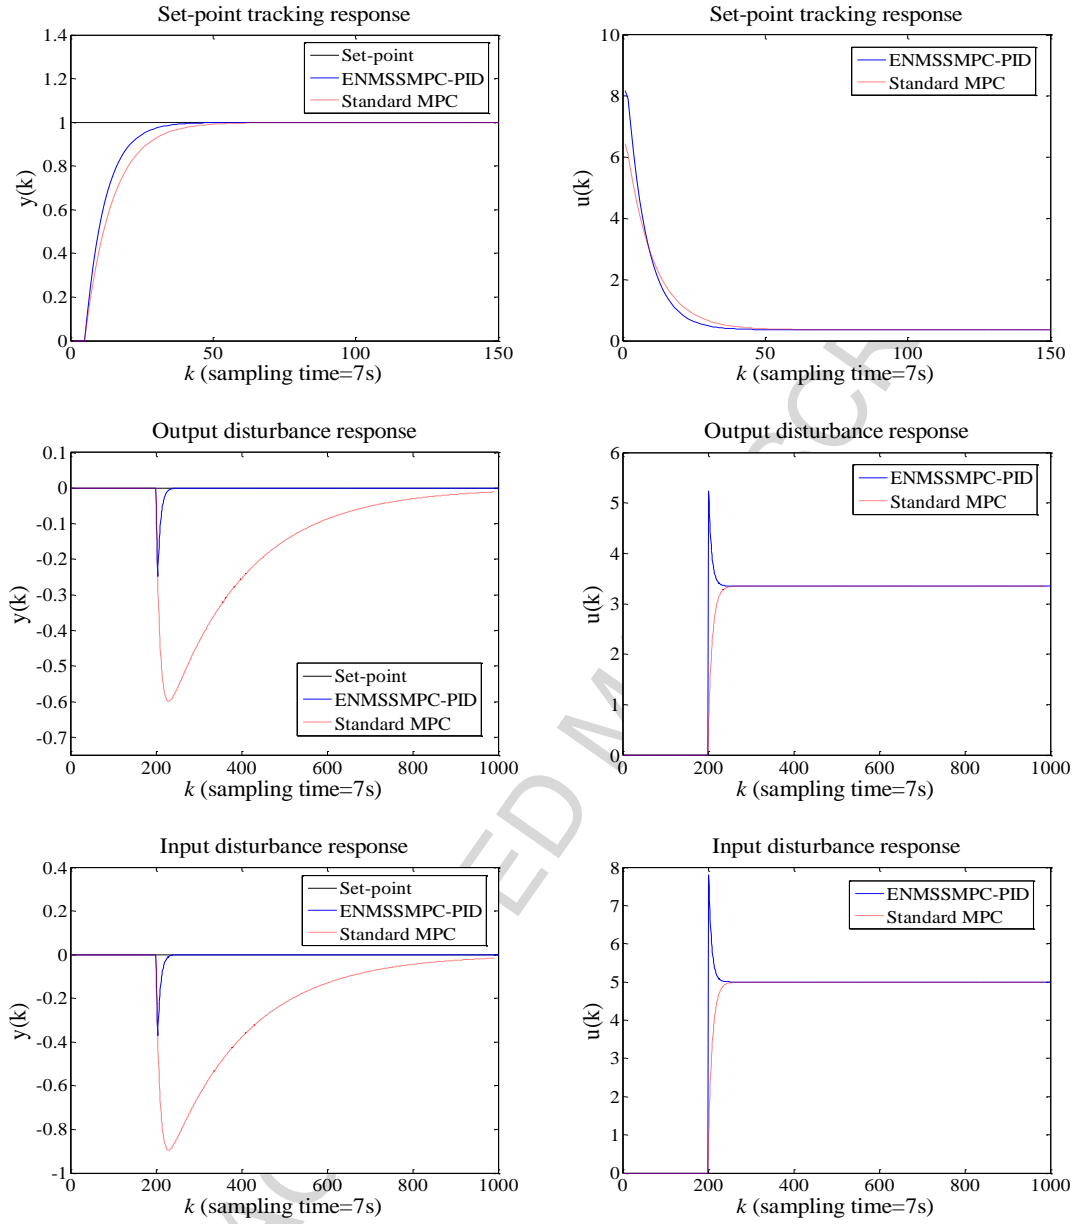 Set-point tracking response
1.4
1.2
1
0.8
0.6
0.4
0.2
0
y(k)
Set-point
ENMSSMPC-PID
Standard MPC
0 50 100 150
k (sampling time=7s)
Set-point tracking response
10
8
6
4
2
0
u(k)
ENMSSMPC-PID
Standard MPC
0 50 100 150
k (sampling time=7s)
Output disturbance response
0.1
0
-0.1
-0.2
-0.3
-0.4
-0.5
-0.6
-0.7
y(k)
Set-point
ENMSSMPC-PID
Standard MPC
0 200 400 600 800 1000
k (sampling time=7s)
Output disturbance response
6
5
4
3
2
1
0
u(k)
ENMSSMPC-PID
Standard MPC
0 200 400 600 800 1000
k (sampling time=7s)
Input disturbance response
0.4
0.2
0
-0.2
-0.4
-0.6
-0.8
-1
y(k)
Set-point
ENMSSMPC-PID
Standard MPC
0 200 400 600 800 1000
k (sampling time=7s)
Input disturbance response
8
7
6
5
4
3
2
1
0
u(k)
ENMSSMPC-PID
Standard MPC
0 200 400 600 800 1000
k (sampling time=7s)